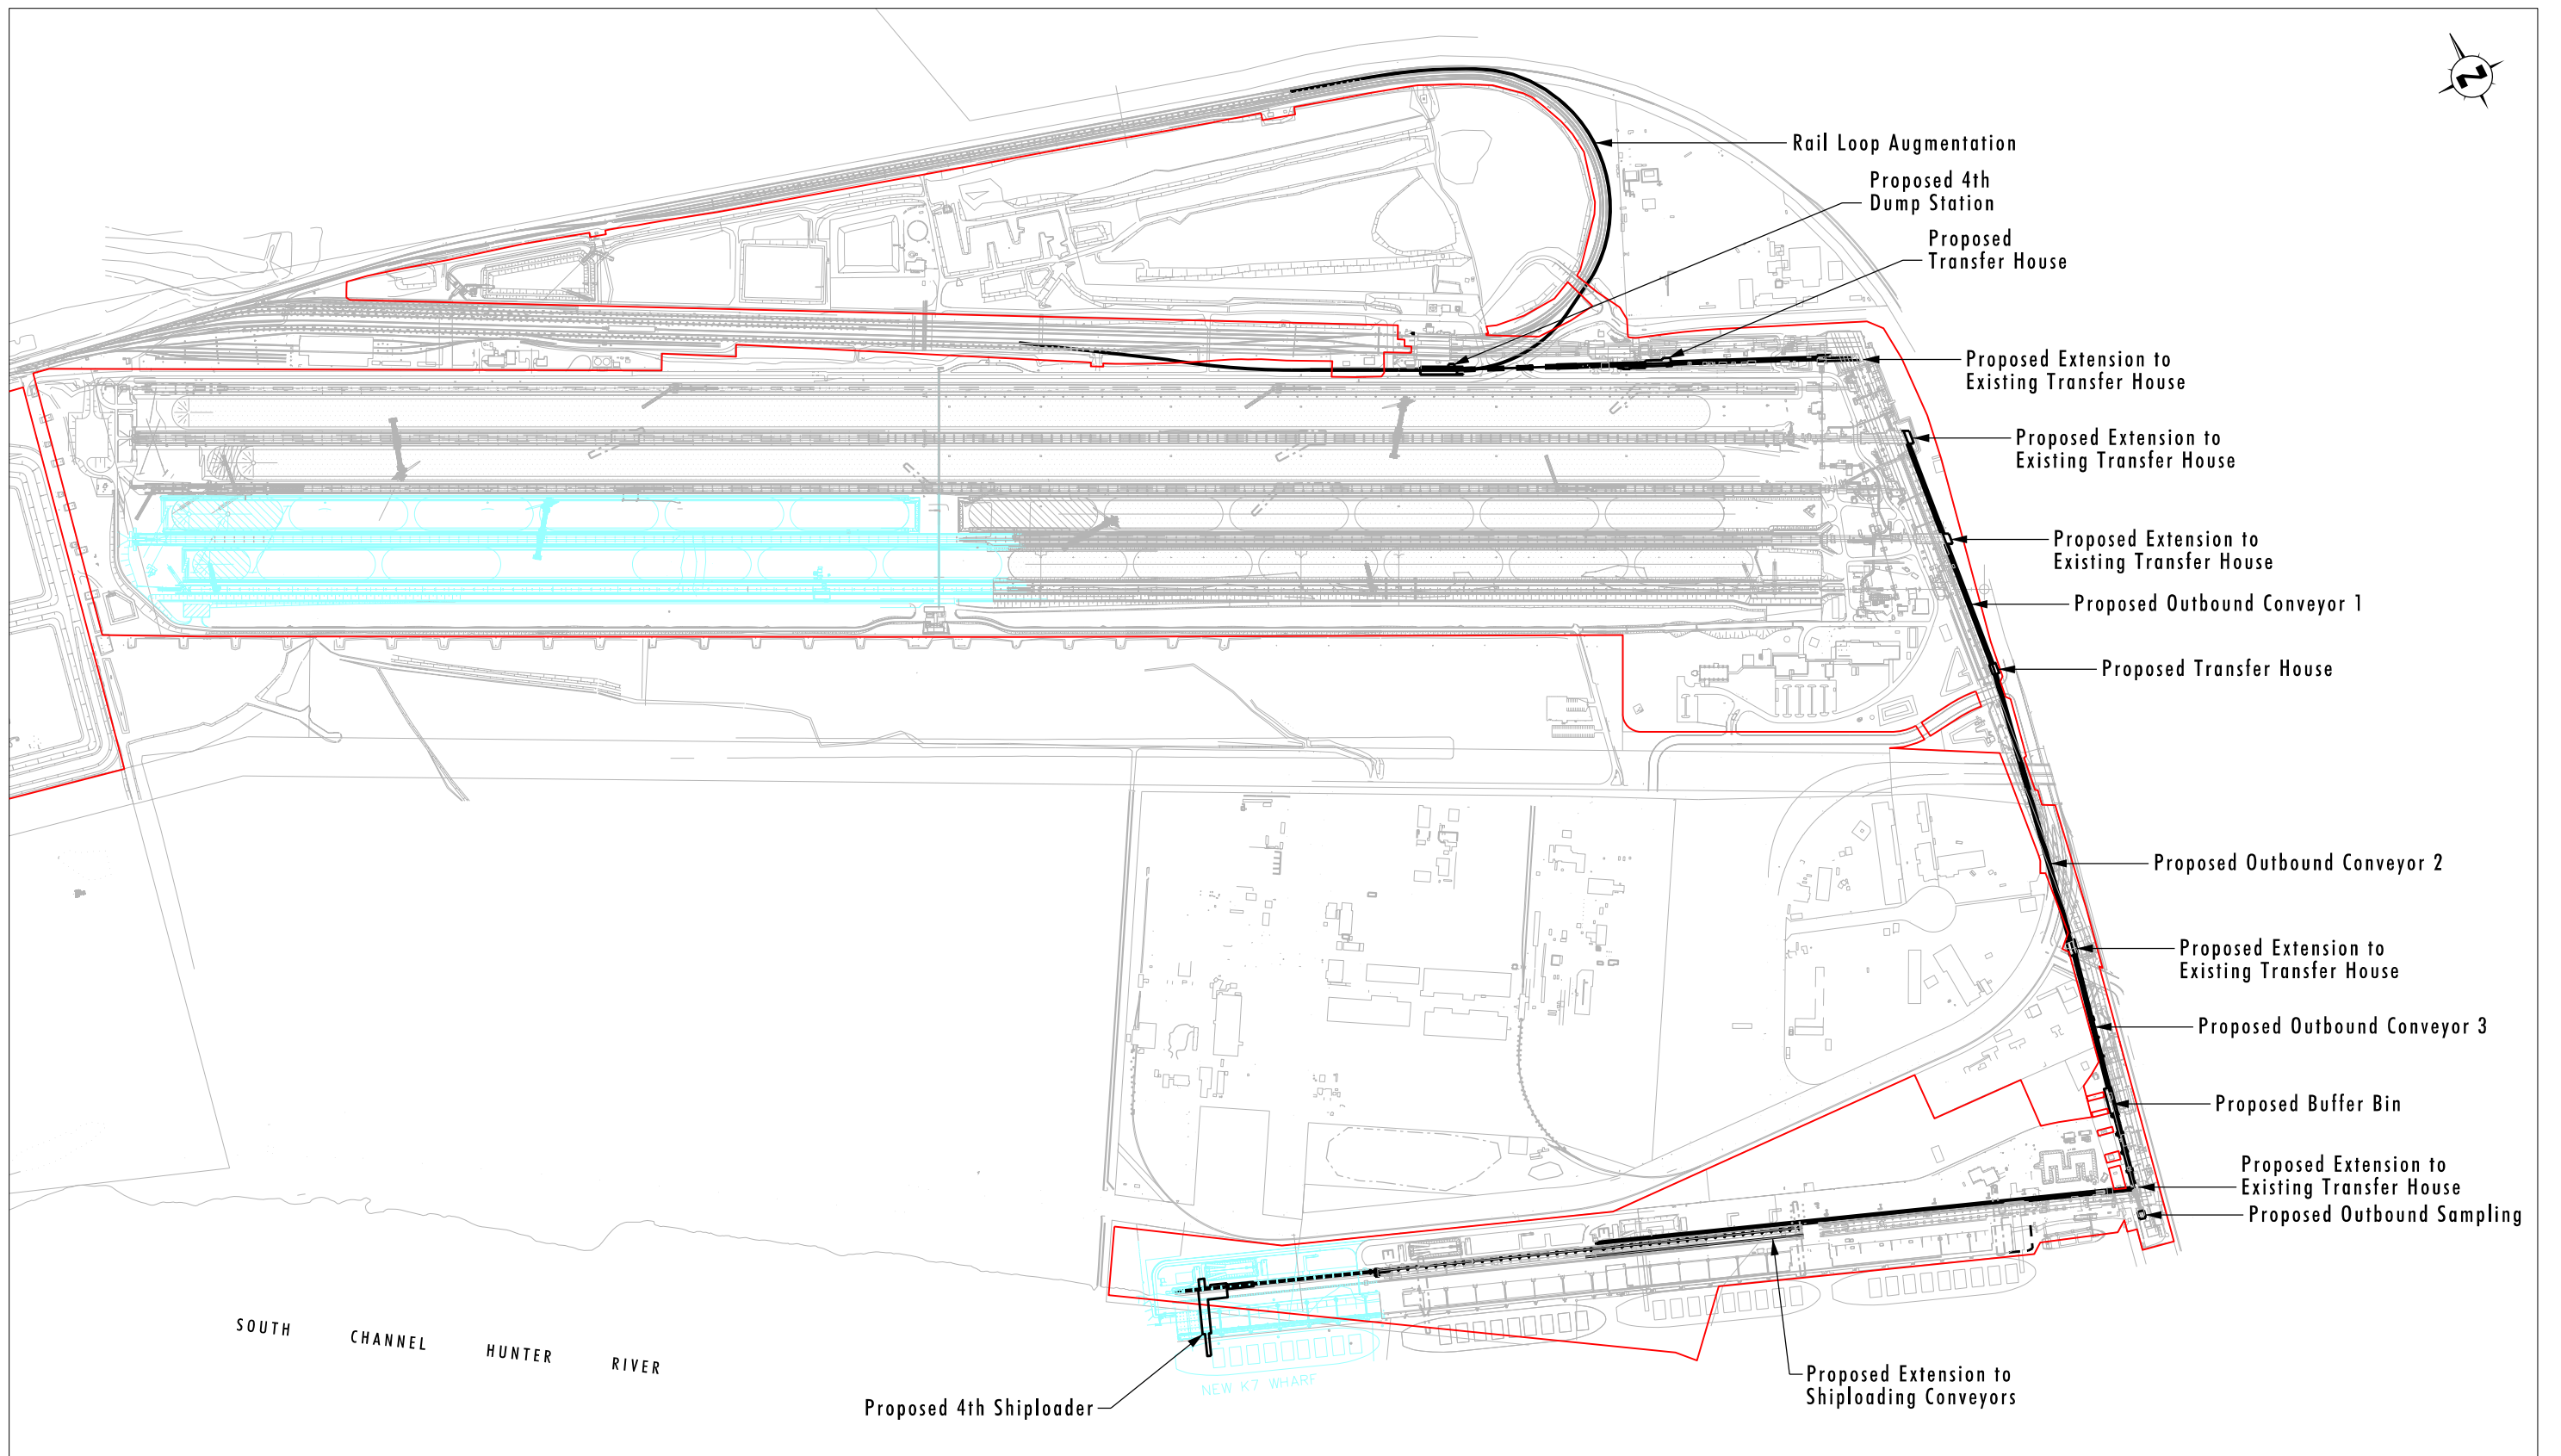 N
Rail Loop Augmentation
Proposed 4th
Dump Station
Proposed
Transfer House
Proposed Extension to
Existing Transfer House
Proposed Extension to
Existing Transfer House
Proposed Extension to
Existing Transfer House
Proposed Outbound Conveyor 1
Proposed Transfer House
Proposed Outbound Conveyor 2
Proposed Extension to
Existing Transfer House
Proposed Outbound Conveyor 3
Proposed Buffer Bin
Proposed Extension to
Existing Transfer House
Proposed Outbound Sampling
SOUTH CHANNEL HUNTER RIVER
NEW K7 WHARF
Proposed Extension to
Shiploading Conveyors
Proposed 4th Shiploader